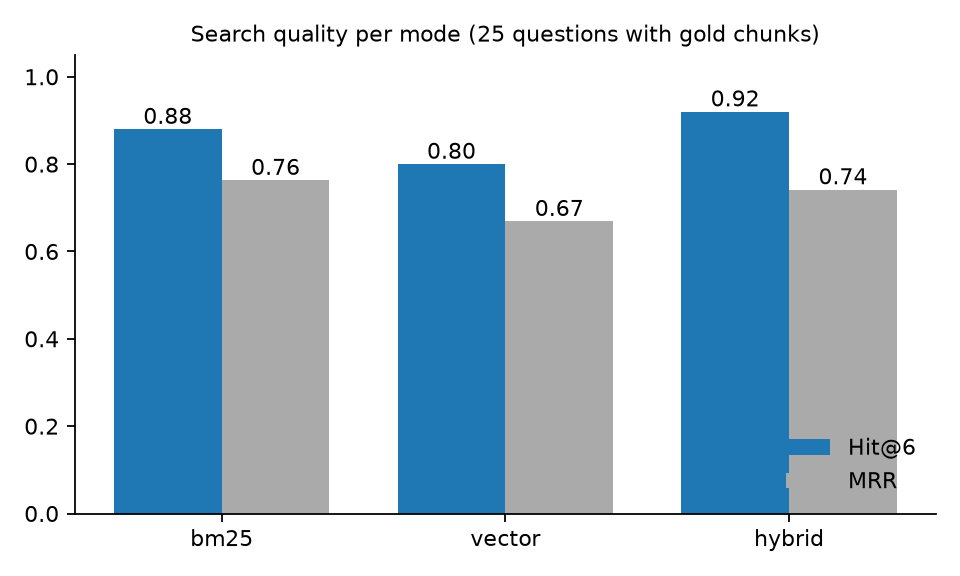 Search quality per mode (25 questions with gold chunks)
1.0
0.8
0.6
0.4
0.2
0.0
0.88
0.76
0.80
0.67
0.92
0.74
Hit@6
MRR
bm25
vector
hybrid